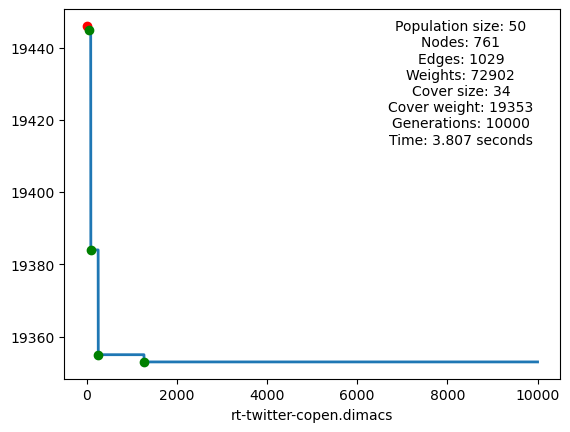 Population size: 50
Nodes: 761
Edges: 1029
Weights: 72902
Cover size: 34
Cover weight: 19353
Generations: 10000
Time: 3.807 seconds
19440
19420
19400
19380
19360
0 2000 4000 6000 8000 10000
rt-twitter-copen.dimacs